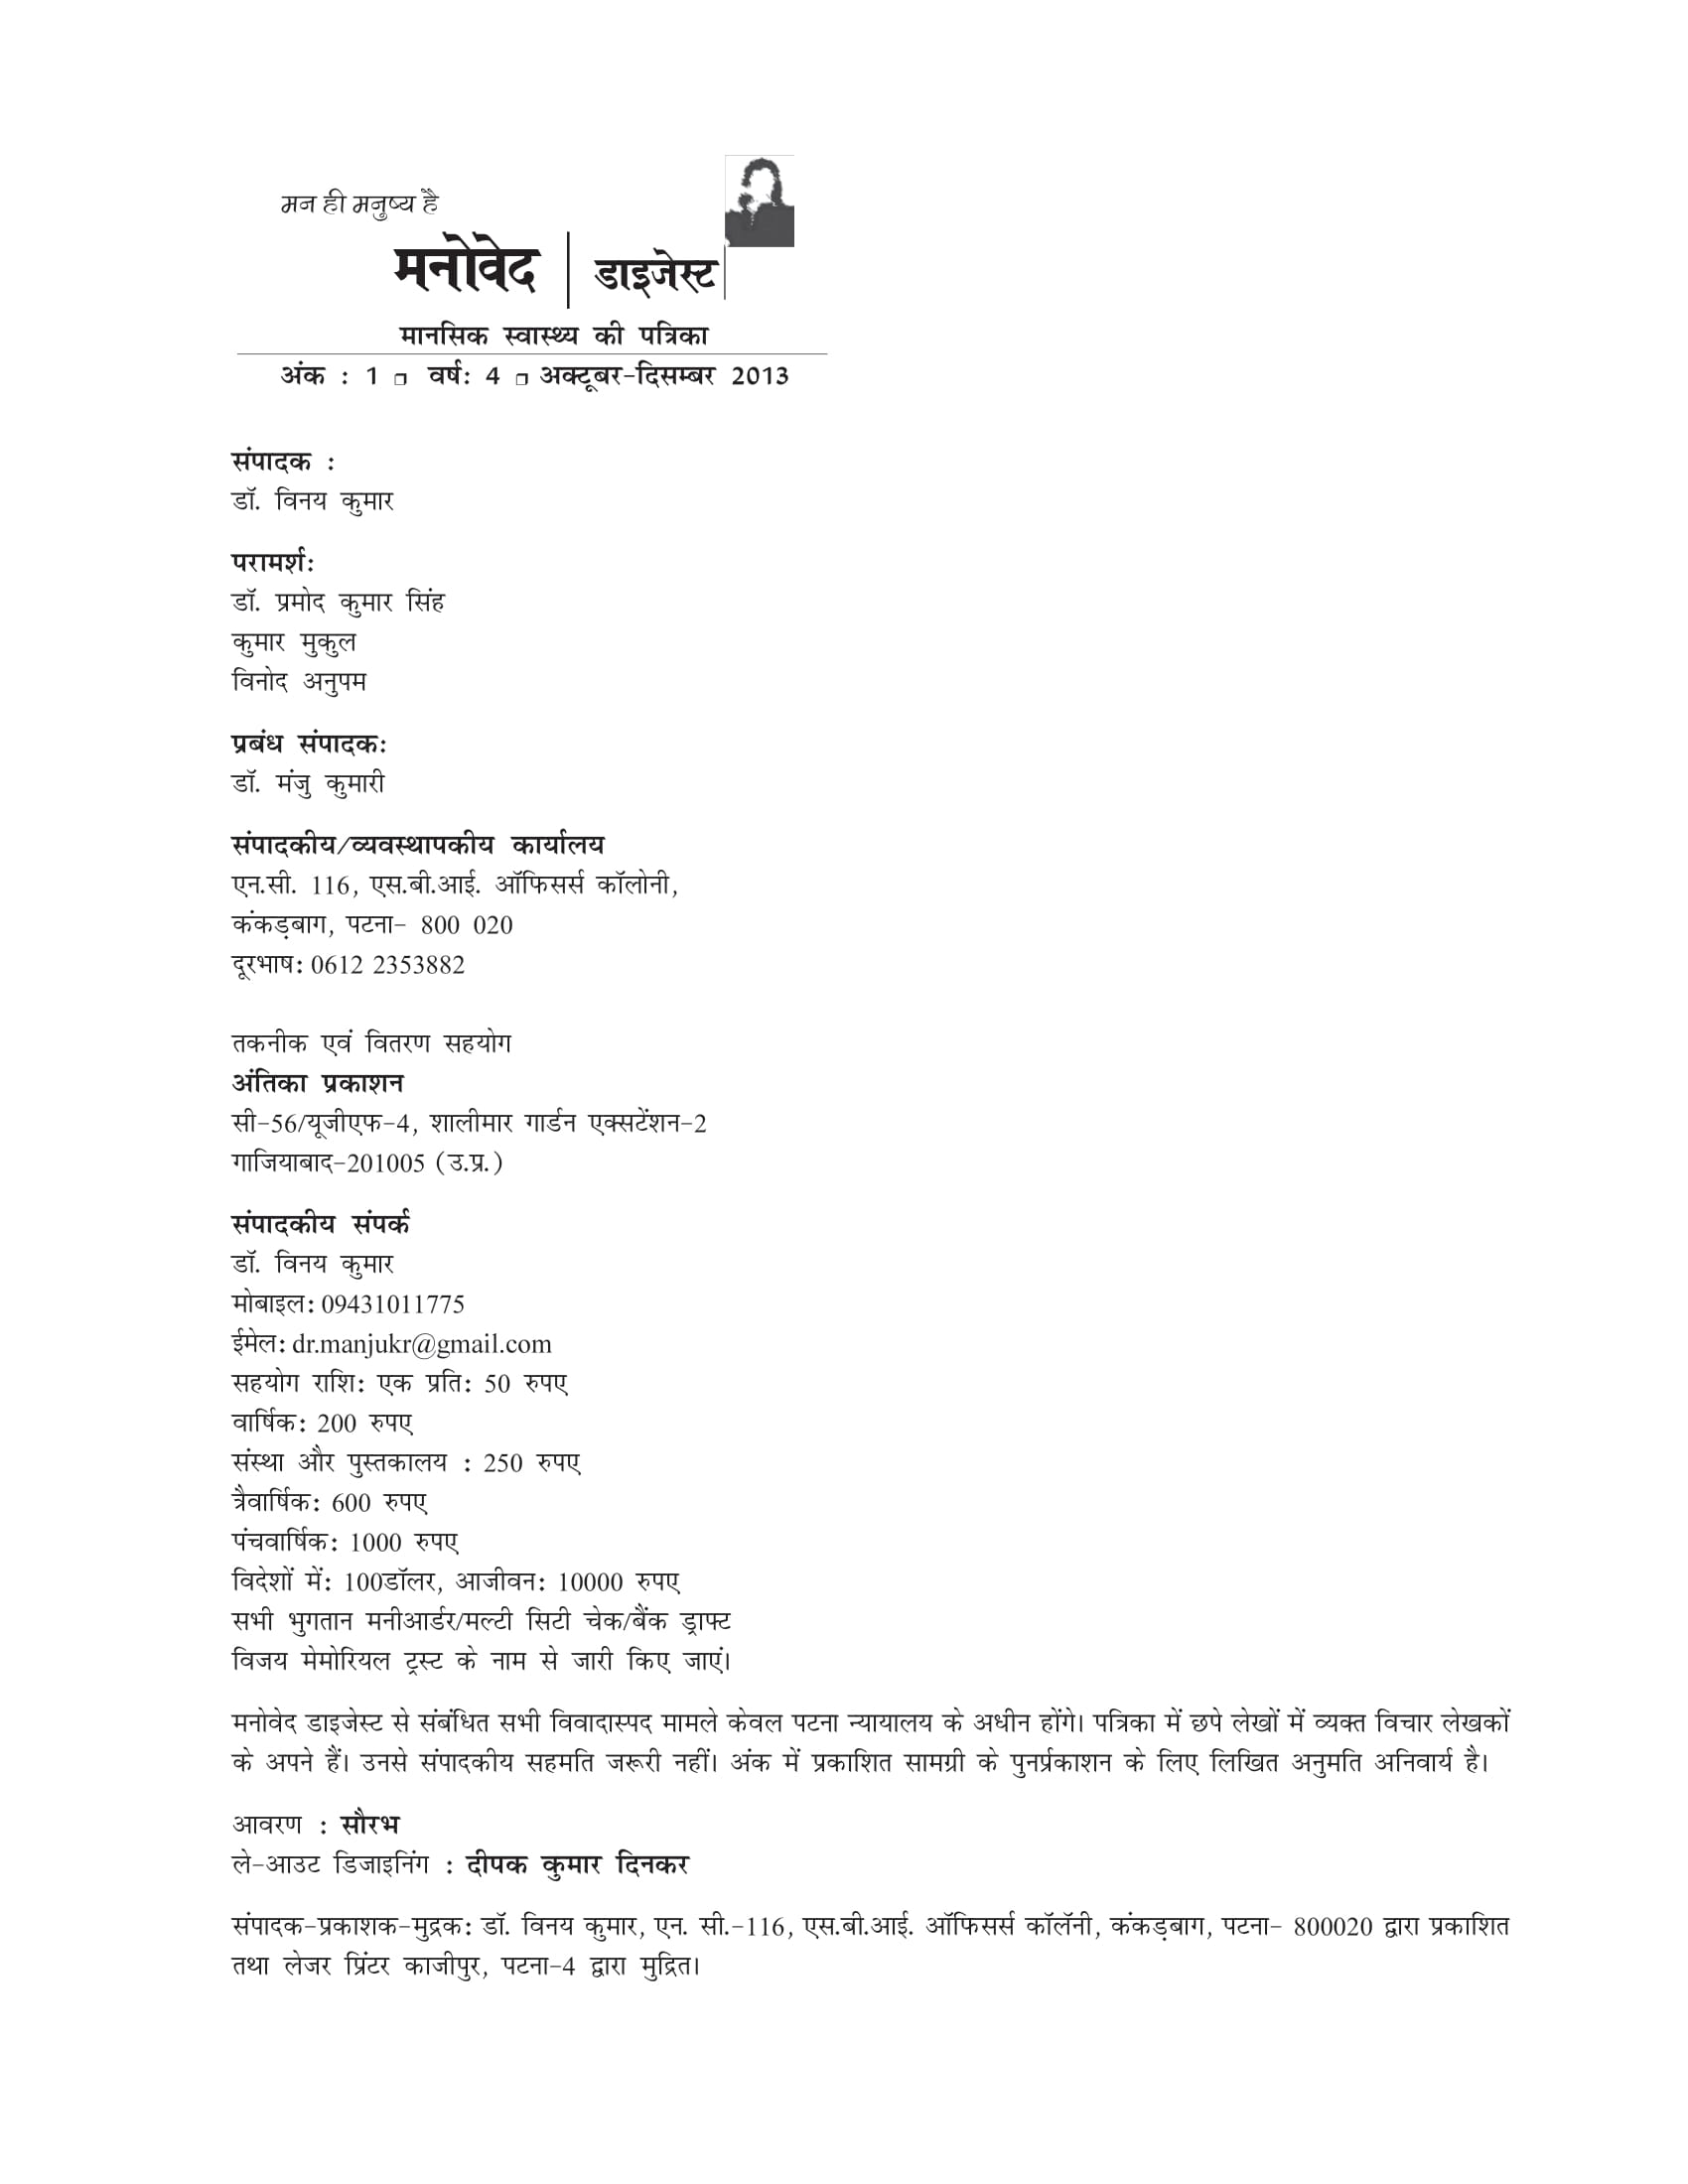 मन ही मनुष्य है
मनोवेद | डाइजेस्ट
मानसिक स्वास्थ्य की पत्रिका
अंक : 1 ❒ वर्ष: 4 ❒ अक्टूबर-दिसम्बर 2013
संपादक :
डॉ. विनय कुमार
परामर्श:
डॉ. प्रमोद कुमार सिंह
कुमार मुकुल
विनोद अनुपम
प्रबंध संपादक:
डॉ. मंजु कुमारी
संपादकीय/व्यवस्थापकीय कार्यालय
एन.सी. 116, एस.बी.आई. ऑफिसर्स कॉलोनी,
कंकड़बाग, पटना- 800 020
दूरभाष: 0612 2353882
तकनीक एवं वितरण सहयोग
अंतिका प्रकाशन
सी-56/यूजीएफ-4, शालीमार गार्डन एक्सटेंशन-2
गाजियाबाद-201005 (उ.प्र.)
संपादकीय संपर्क
डॉ. विनय कुमार
मोबाइल: 09431011775
ईमेल: dr.manjukr@gmail.com
सहयोग राशि: एक प्रति: 50 रुपए
वार्षिक: 200 रुपए
संस्था और पुस्तकालय : 250 रुपए
त्रैवार्षिक: 600 रुपए
पंचवार्षिक: 1000 रुपए
विदेशों में: 100डॉलर, आजीवन: 10000 रुपए
सभी भुगतान मनीआर्डर/मल्टी सिटी चेक/बैंक ड्राफ्ट
विजय मेमोरियल ट्रस्ट के नाम से जारी किए जाएं।
मनोवेद डाइजेस्ट से संबंधित सभी विवादास्पद मामले केवल पटना न्यायालय के अधीन होंगे। पत्रिका में छपे लेखों में व्यक्त विचार लेखकों
के अपने हैं। उनसे संपादकीय सहमति जरूरी नहीं। अंक में प्रकाशित सामग्री के पुनर्प्रकाशन के लिए लिखित अनुमति अनिवार्य है।
आवरण : सौरभ
ले-आउट डिजाइनिंग : दीपक कुमार दिनकर
संपादक-प्रकाशक-मुद्रक: डॉ. विनय कुमार, एन. सी.-116, एस.बी.आई. ऑफिसर्स कॉलॅनी, कंकड़बाग, पटना- 800020 द्वारा प्रकाशित
तथा लेजर प्रिंटर काजीपुर, पटना-4 द्वारा मुद्रित।